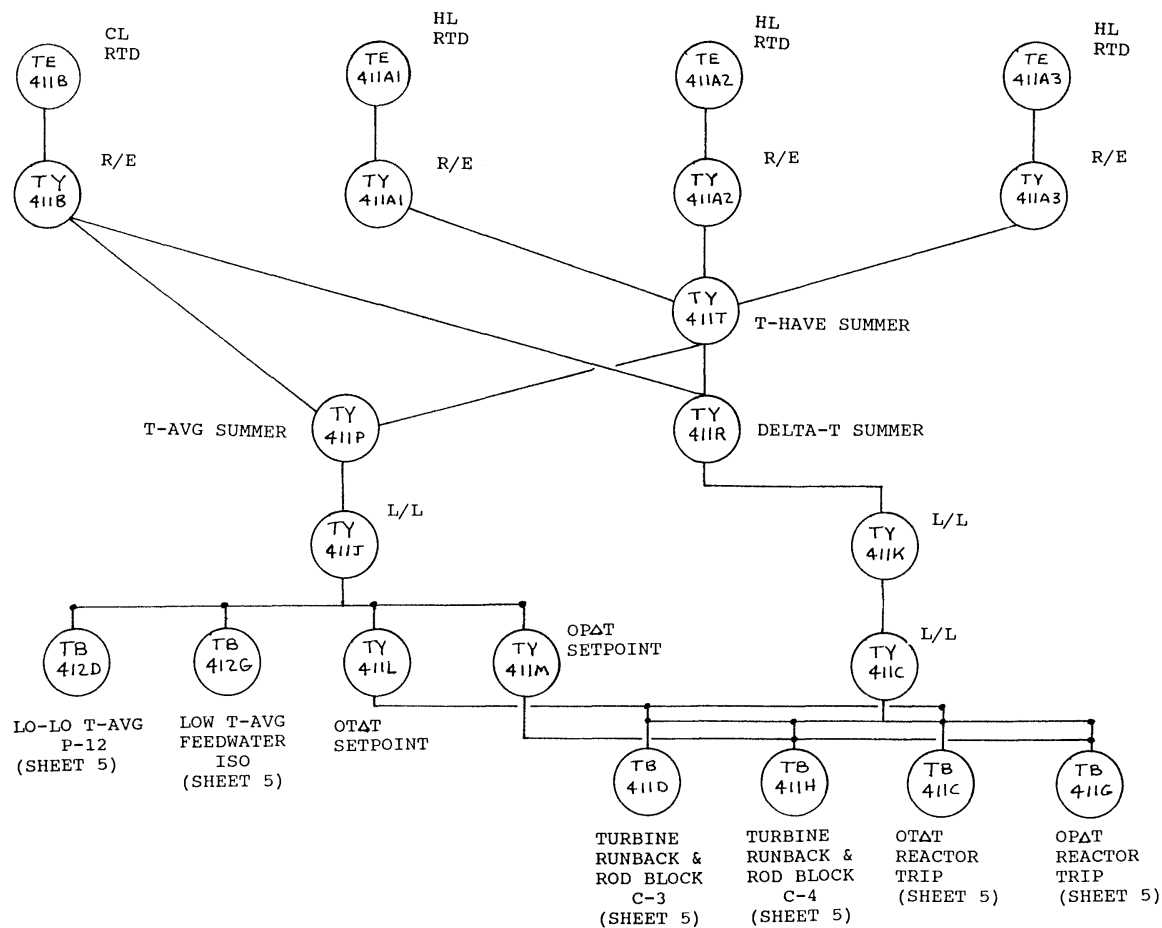 CL
RTD
HL
RTD
HL
RTD
HL
RTD
TE
411B
TE
411A1
TE
411A2
TE
411A3
R/E
R/E
R/E
R/E
TY
411B
TY
411A1
TY
411A2
TY
411A3
TY
411T
T-HAVE SUMMER
T-AVG SUMMER
TY
411P
TY
411R
DELTA-T SUMMER
L/L
TY
411J
L/L
TY
411K
TB
412D
TB
412G
TY
411L
TY
411M
OPΔT
SETPOINT
L/L
TY
411C
LO-LO T-AVG
P-12
(SHEET 5)
LOW T-AVG
FEEDWATER
ISO
(SHEET 5)
OTΔT
SETPOINT
TB
411D
TB
411H
TB
411C
TB
411G
TURBINE
RUNBACK &
ROD BLOCK
C-3
(SHEET 5)
TURBINE
RUNBACK &
ROD BLOCK
C-4
(SHEET 5)
OTΔT
REACTOR
TRIP
(SHEET 5)
OPΔT
REACTOR
TRIP
(SHEET 5)